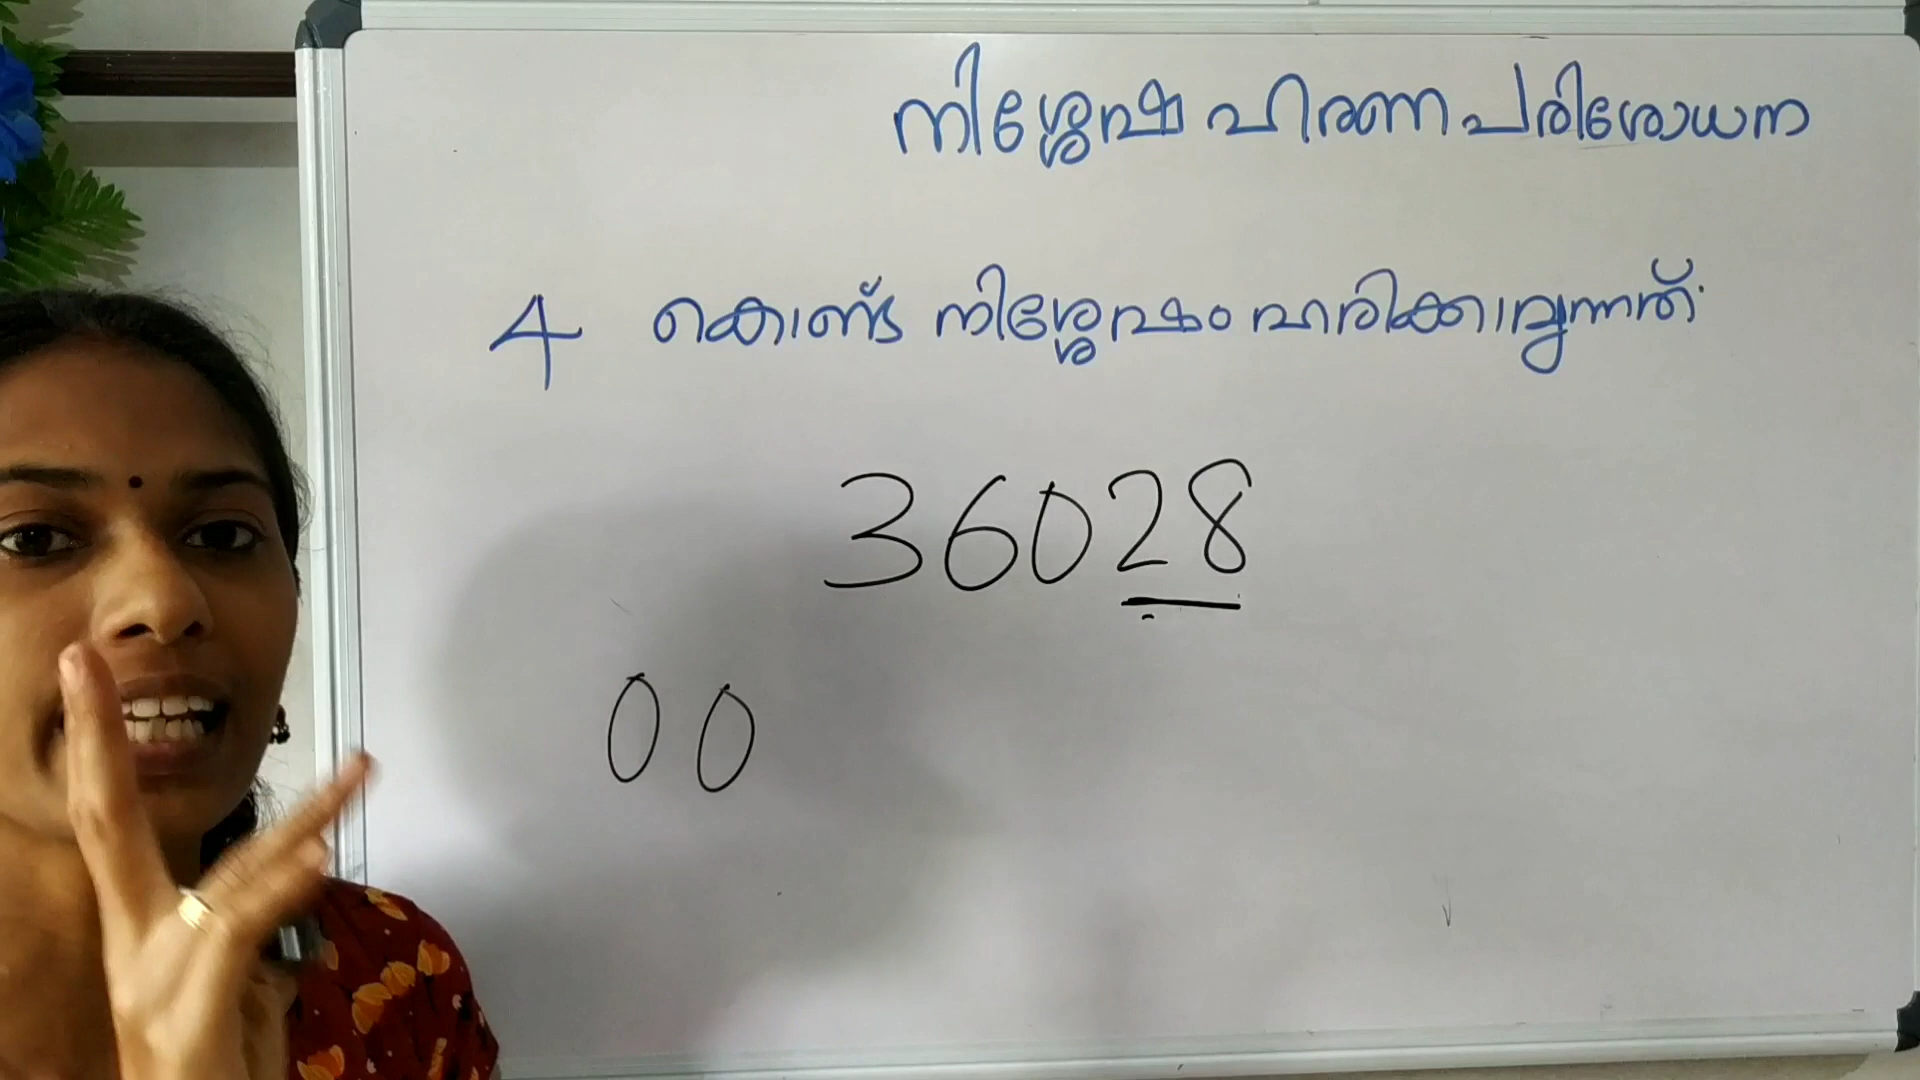 നിശ്ശേഷ ഹരണ പരിശോധന
4 കൊണ്ട് നിശ്ശേഷം ഹരിക്കാവുന്നത്
36028
00